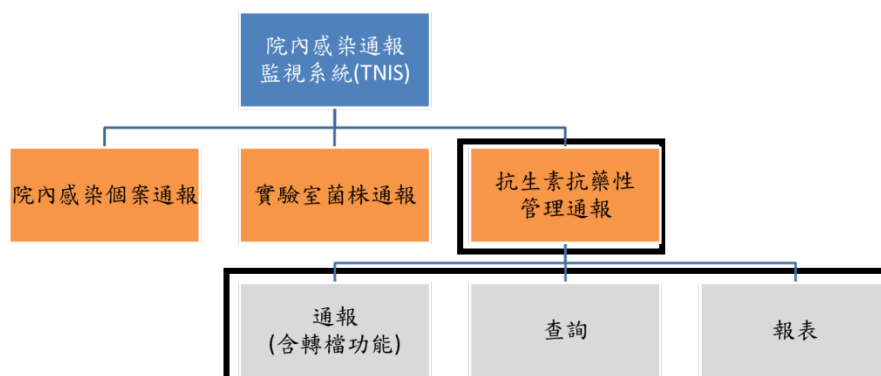 院內感染通報
監視系統(TNIS)
院內感染個案通報
實驗室菌株通報
抗生素抗藥性
管理通報
通報
(含轉檔功能)
查詢
報表